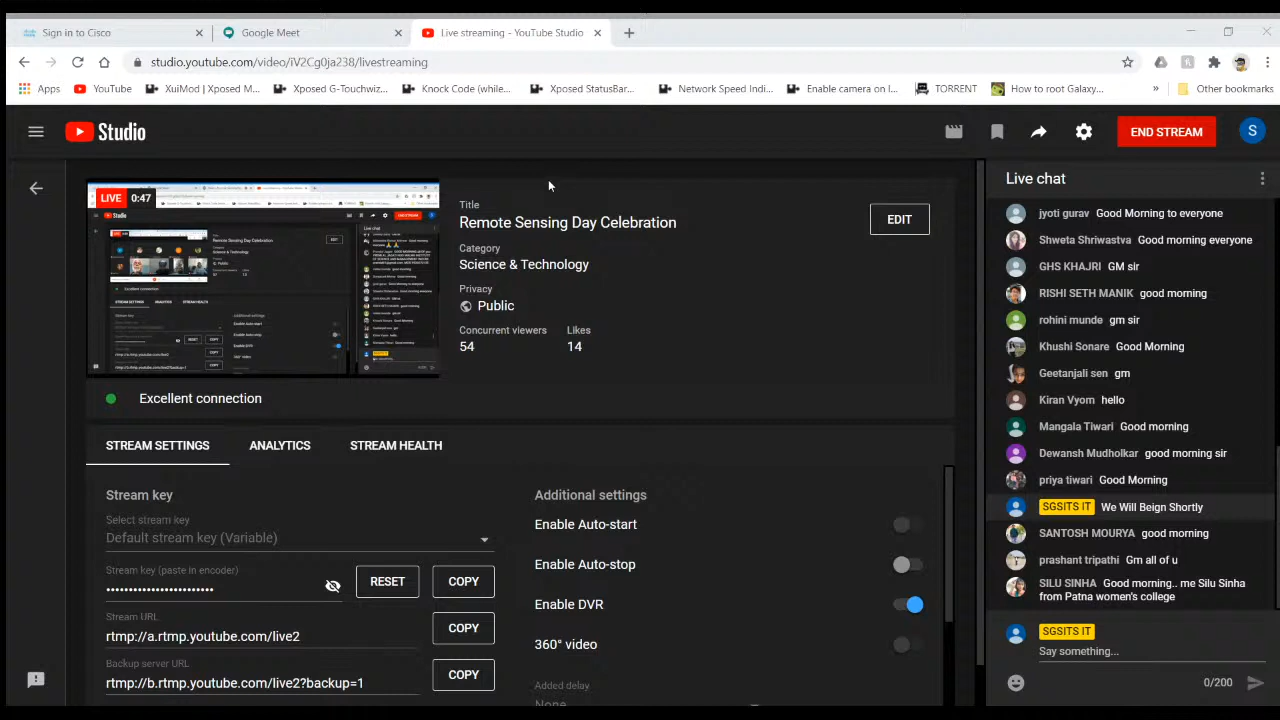 Sign in to Cisco
Google Meet
Live streaming - YouTube Studio
studio.youtube.com/video/iV2Cg0ja238/livestreaming
Apps
YouTube
XuiMod | Xposed M...
Xposed G-Touchwiz...
Knock Code (while...
Xposed StatusBar...
Network Speed Indi...
Enable camera on l...
TORRENT
How to root Galaxy...
»
Other bookmarks
Studio
END STREAM
S
LIVE 0:47
Title
Remote Sensing Day Celebration
EDIT
Category
Science & Technology
Privacy
Public
Concurrent viewers
54
Likes
14
Excellent connection
STREAM SETTINGS
ANALYTICS
STREAM HEALTH
Stream key
Select stream key
Default stream key (Variable)
Stream key (paste in encoder)
RESET
COPY
Stream URL
rtmp://a.rtmp.youtube.com/live2
COPY
Backup server URL
rtmp://b.rtmp.youtube.com/live2?backup=1
COPY
Additional settings
Enable Auto-start
Enable Auto-stop
Enable DVR
360° video
Added delay
None
Live chat
jyoti gurav Good Morning to everyone
Shweta Shriwastva Good morning everyone
GHS KHAJRI GM sir
RISHI SETH MANIK good morning
rohini munde gm sir
Khushi Sonare Good Morning
Geetanjali sen gm
Kiran Vyom hello
Mangala Tiwari Good morning
Dewansh Mudholkar good morning sir
priya tiwari Good Morning
SGSITS IT We Will Beign Shortly
SANTOSH MOURYA good morning
prashant tripathi Gm all of u
SILU SINHA Good morning.. me Silu Sinha
from Patna women's college
SGSITS IT
Say something...
0/200